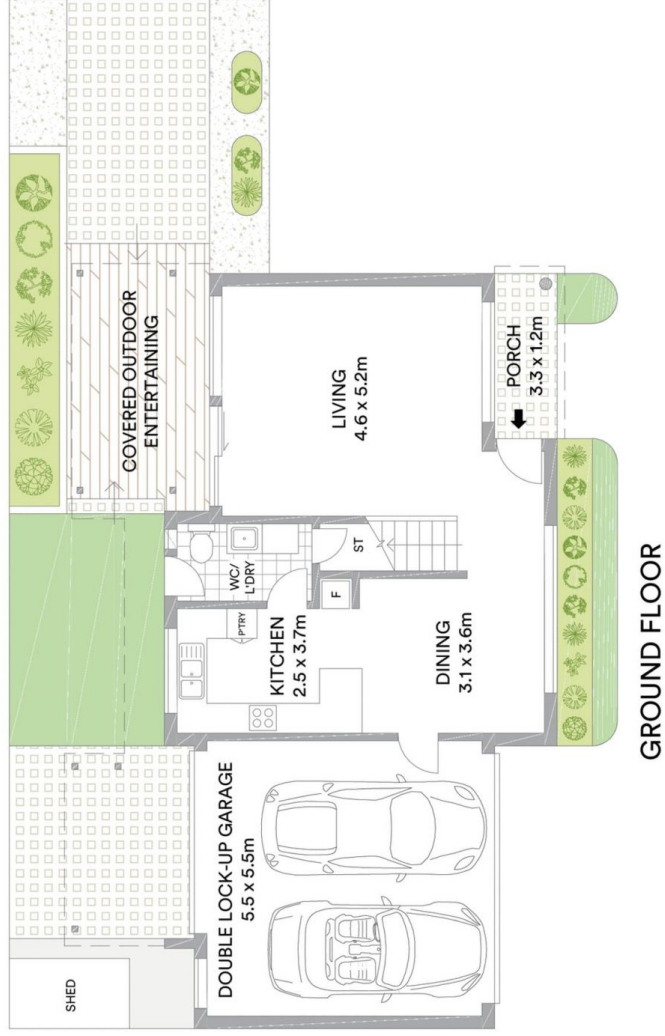 COVERED OUTDOOR
ENTERTAINING
LIVING
4.6 x 5.2m
PORCH
3.3 x 1.2m
WC/
L'DRY
ST
P'TRY
F
KITCHEN
2.5 x 3.7m
DINING
3.1 x 3.6m
DOUBLE LOCK-UP GARAGE
5.5 x 5.5m
SHED
GROUND FLOOR